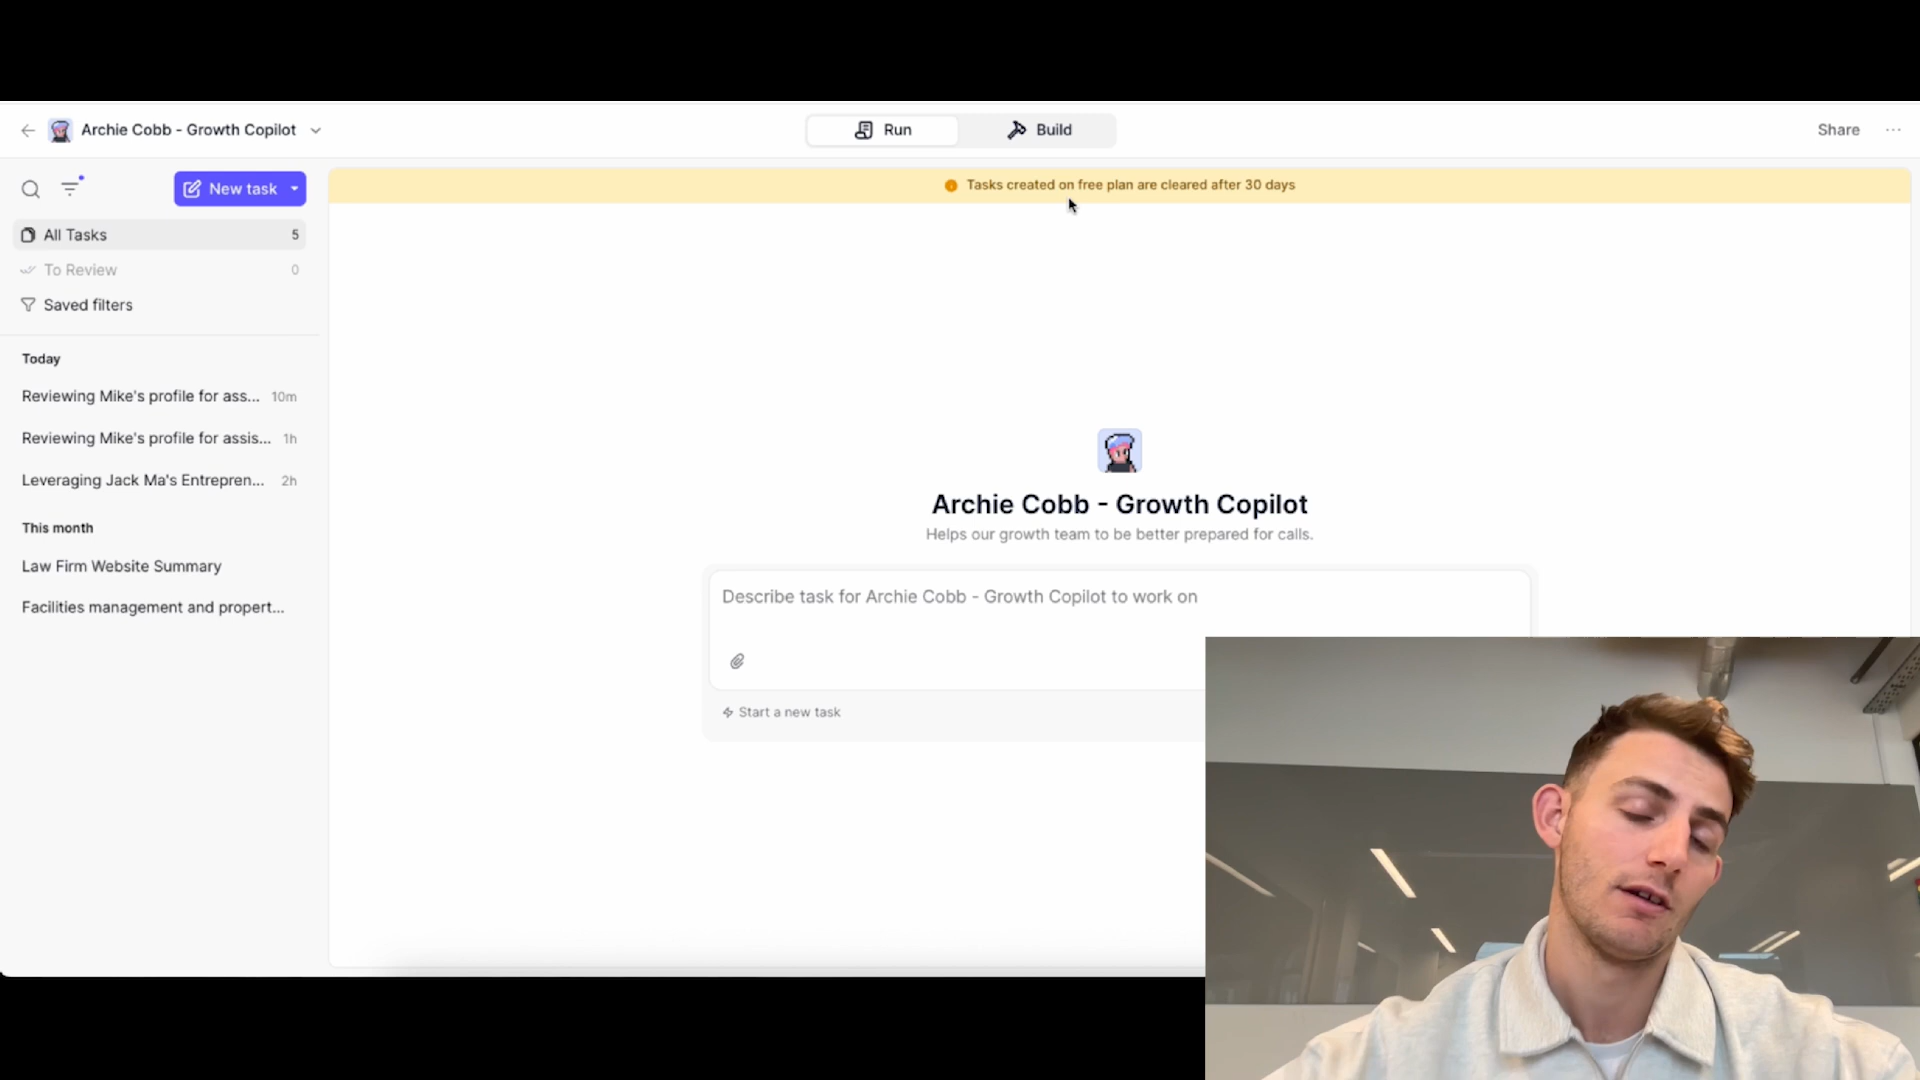 Archie Cobb - Growth Copilot
Run
Build
Share
New task
Tasks created on free plan are cleared after 30 days
All Tasks 5
To Review 0
Saved filters
Today
Reviewing Mike's profile for ass... 10m
Reviewing Mike's profile for assis... 1h
Leveraging Jack Ma's Entrepren... 2h
This month
Law Firm Website Summary
Facilities management and propert...
Archie Cobb - Growth Copilot
Helps our growth team to be better prepared for calls.
Describe task for Archie Cobb - Growth Copilot to work on
Start a new task